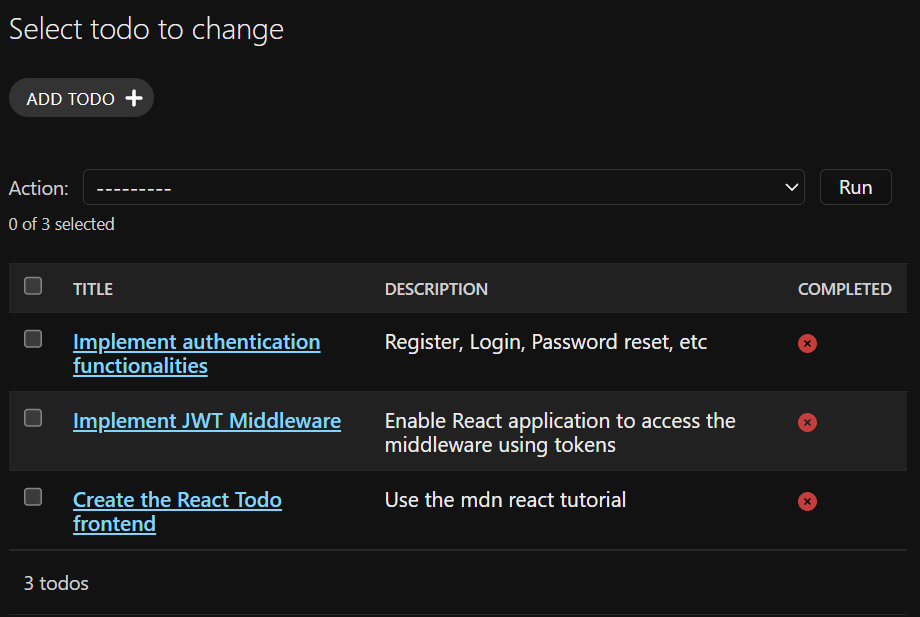 Select todo to change
ADD TODO
Action: --------- Run
0 of 3 selected
TITLE DESCRIPTION COMPLETED
Implement authentication functionalities Register, Login, Password reset, etc
Implement JWT Middleware Enable React application to access the middleware using tokens
Create the React Todo frontend Use the mdn react tutorial
3 todos